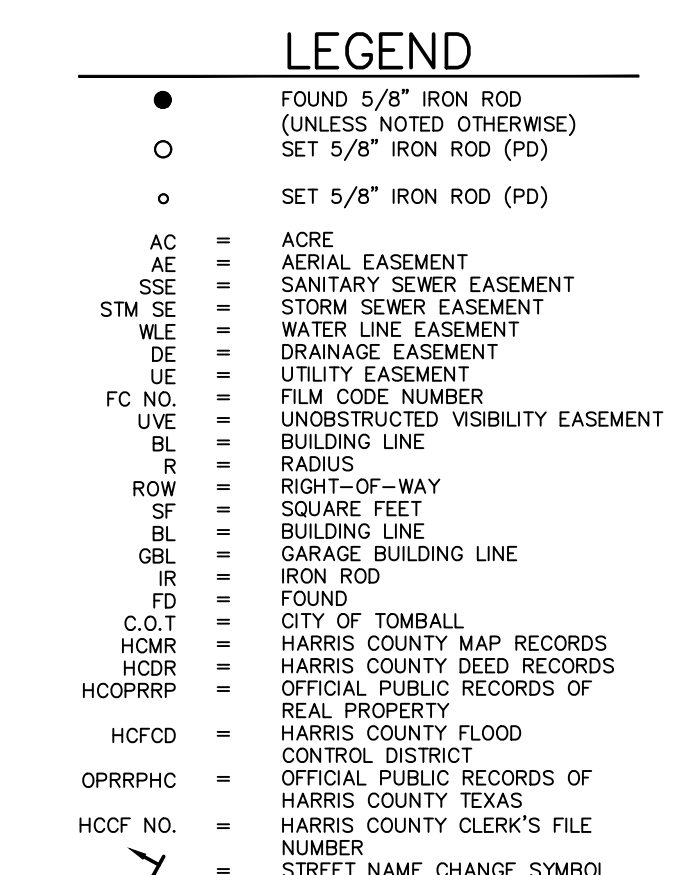 LEGEND
FOUND 5/8" IRON ROD
(UNLESS NOTED OTHERWISE)
SET 5/8" IRON ROD (PD)
SET 5/8" IRON ROD (PD)
AC = ACRE
AE = AERIAL EASEMENT
SSE = SANITARY SEWER EASEMENT
STM SE = STORM SEWER EASEMENT
WLE = WATER LINE EASEMENT
DE = DRAINAGE EASEMENT
UE = UTILITY EASEMENT
FC NO. = FILM CODE NUMBER
UVE = UNOBSTRUCTED VISIBILITY EASEMENT
BL = BUILDING LINE
R = RADIUS
ROW = RIGHT-OF-WAY
SF = SQUARE FEET
BL = BUILDING LINE
GBL = GARAGE BUILDING LINE
IR = IRON ROD
FD = FOUND
C.O.T = CITY OF TOMBALL
HCMR = HARRIS COUNTY MAP RECORDS
HCDR = HARRIS COUNTY DEED RECORDS
HCOPRRP = OFFICIAL PUBLIC RECORDS OF
REAL PROPERTY
HCFCD = HARRIS COUNTY FLOOD
CONTROL DISTRICT
OPRRPHC = OFFICIAL PUBLIC RECORDS OF
HARRIS COUNTY TEXAS
HCCF NO. = HARRIS COUNTY CLERK'S FILE
NUMBER
= STREET NAME CHANGE SYMBOL